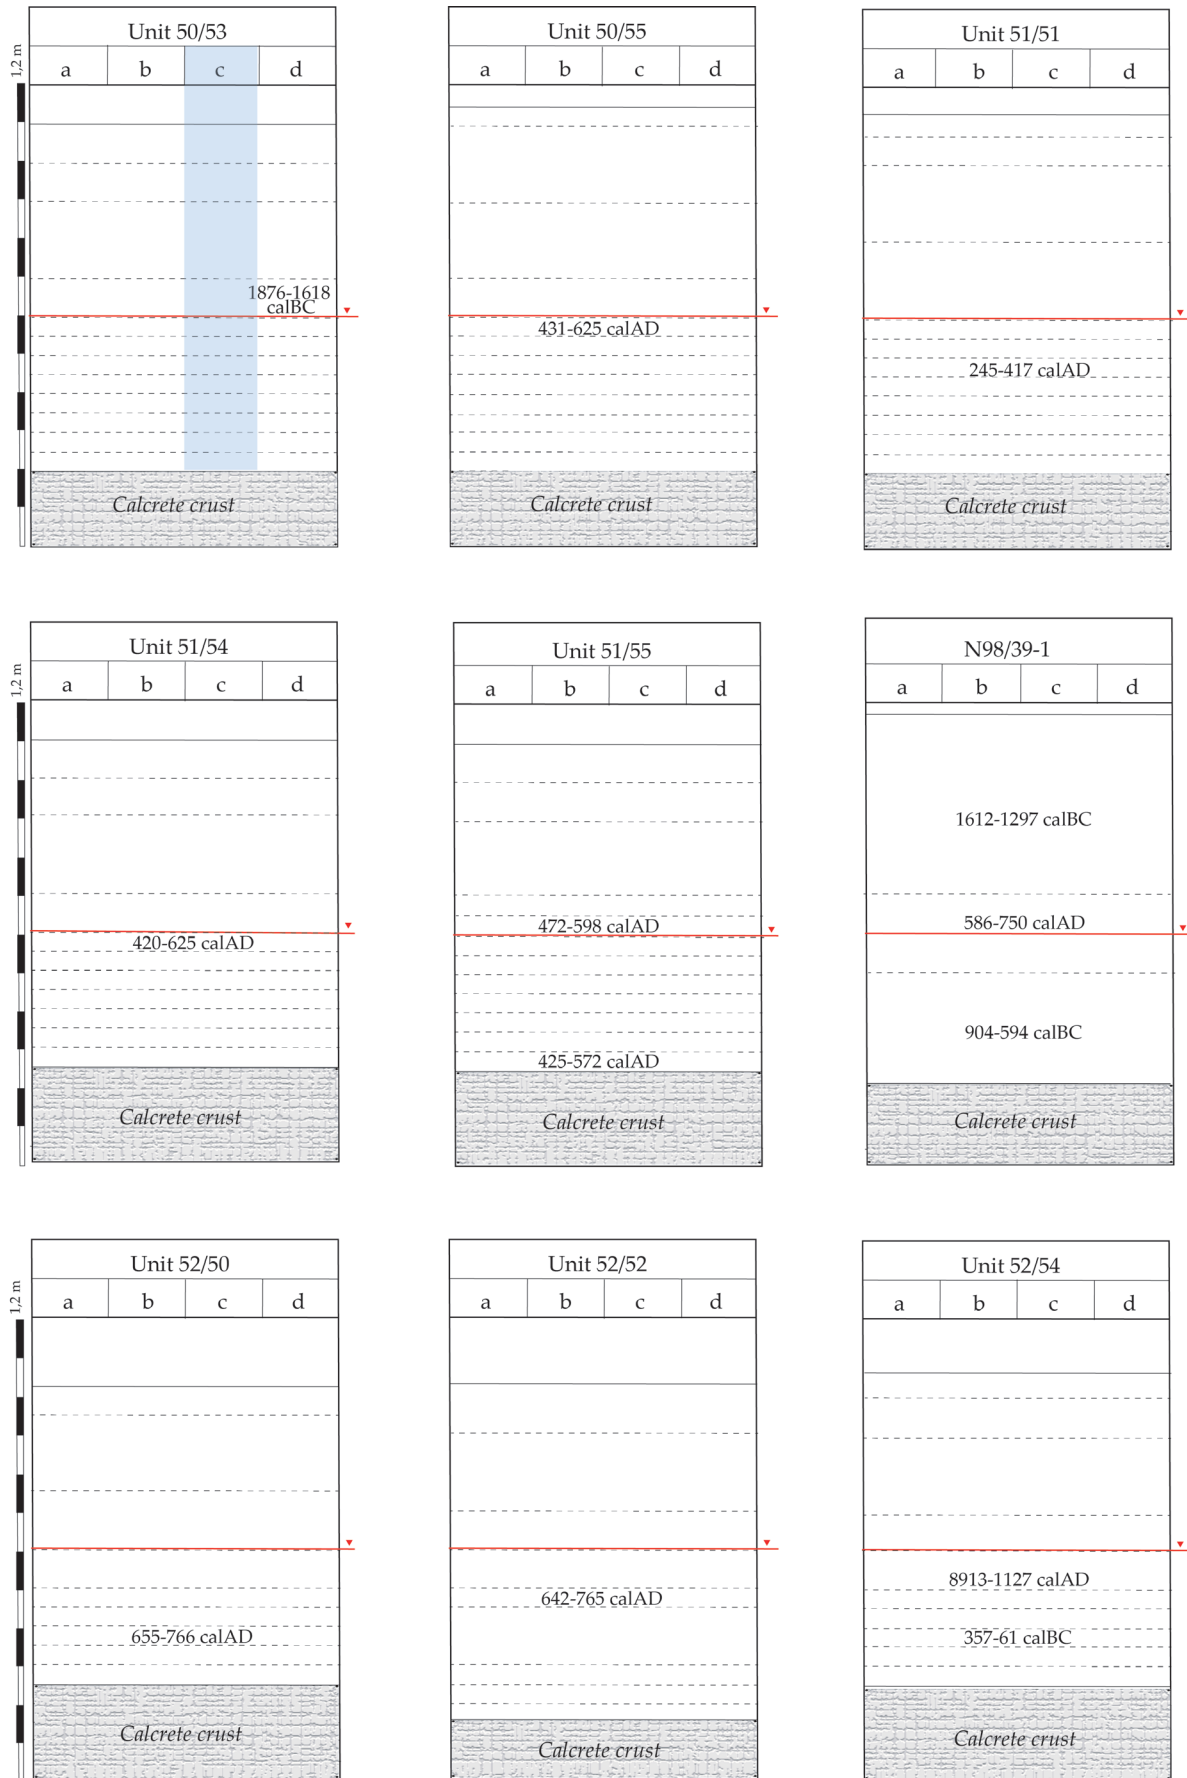 Unit 50/53
Unit 50/55
Unit 51/51
1,2 m
a b c d
a b c d
a b c d
1876-1618
calBC
431-625 calAD
245-417 calAD
Calcrete crust
Calcrete crust
Calcrete crust
Unit 51/54
Unit 51/55
N98/39-1
1,2 m
a b c d
a b c d
a b c d
1612-1297 calBC
420-625 calAD
472-598 calAD
586-750 calAD
904-594 calBC
425-572 calAD
Calcrete crust
Calcrete crust
Calcrete crust
Unit 52/50
Unit 52/52
Unit 52/54
1,2 m
a b c d
a b c d
a b c d
8913-1127 calAD
642-765 calAD
655-766 calAD
357-61 calBC
Calcrete crust
Calcrete crust
Calcrete crust